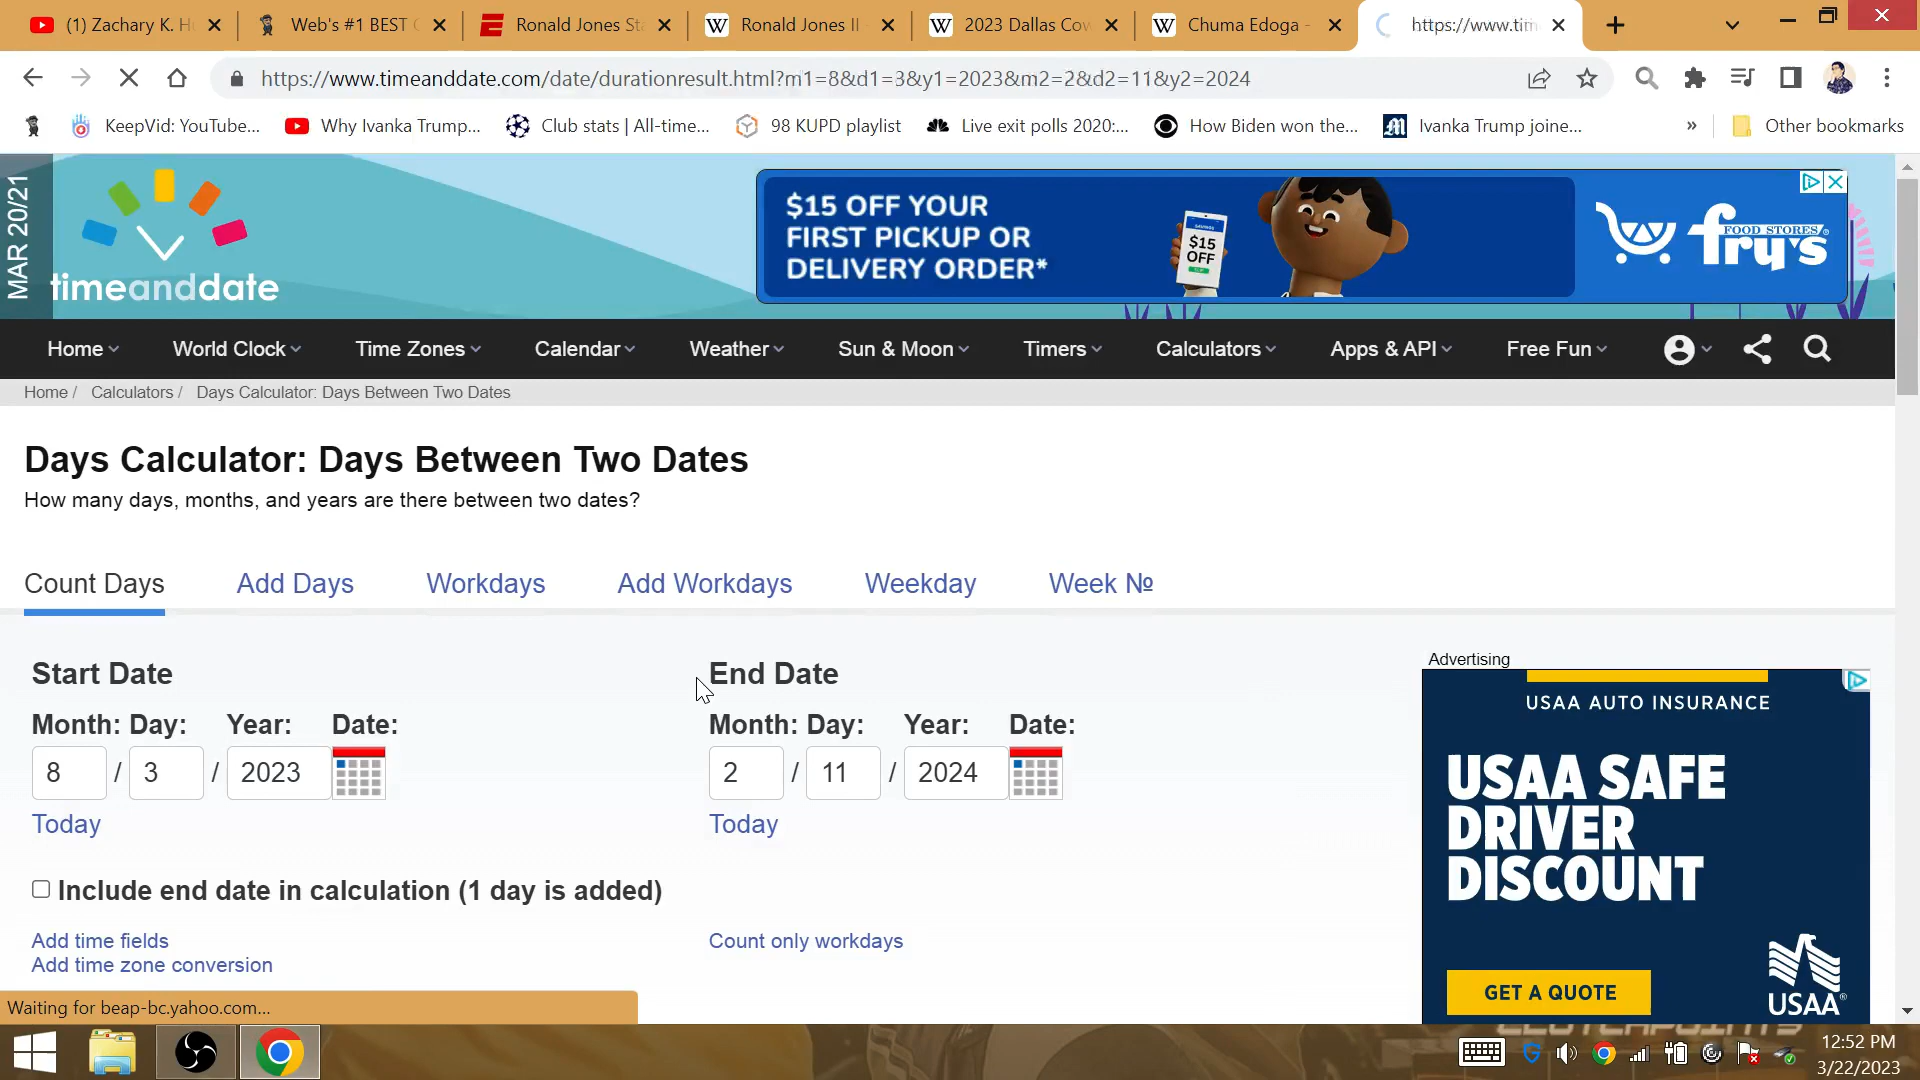 (1) Zachary K. H
Web's #1 BEST
Ronald Jones Sta
Ronald Jones II
2023 Dallas Cow
Chuma Edoga -
https://www.tim
https://www.timeanddate.com/date/durationresult.html?m1=8&d1=3&y1=2023&m2=2&d2=11&y2=2024
KeepVid: YouTube...
Why Ivanka Trump...
Club stats | All-time...
98 KUPD playlist
Live exit polls 2020:...
How Biden won the...
Ivanka Trump joine...
»
Other bookmarks
MAR 20/21
timeanddate
$15 OFF YOUR
FIRST PICKUP OR
DELIVERY ORDER*
$15
OFF
fry's
FOOD STORES
Home
World Clock
Time Zones
Calendar
Weather
Sun & Moon
Timers
Calculators
Apps & API
Free Fun
Home /
Calculators /
Days Calculator: Days Between Two Dates
Days Calculator: Days Between Two Dates
How many days, months, and years are there between two dates?
Count Days
Add Days
Workdays
Add Workdays
Weekday
Week №
Start Date
Month: Day: Year: Date:
8 / 3 / 2023
Today
End Date
Month: Day: Year: Date:
2 / 11 / 2024
Today
Include end date in calculation (1 day is added)
Add time fields
Add time zone conversion
Count only workdays
Advertising
USAA AUTO INSURANCE
USAA SAFE
DRIVER
DISCOUNT
GET A QUOTE
USAA®
Waiting for beap-bc.yahoo.com...
CLUTCHPOINTS
12:52 PM
3/22/2023